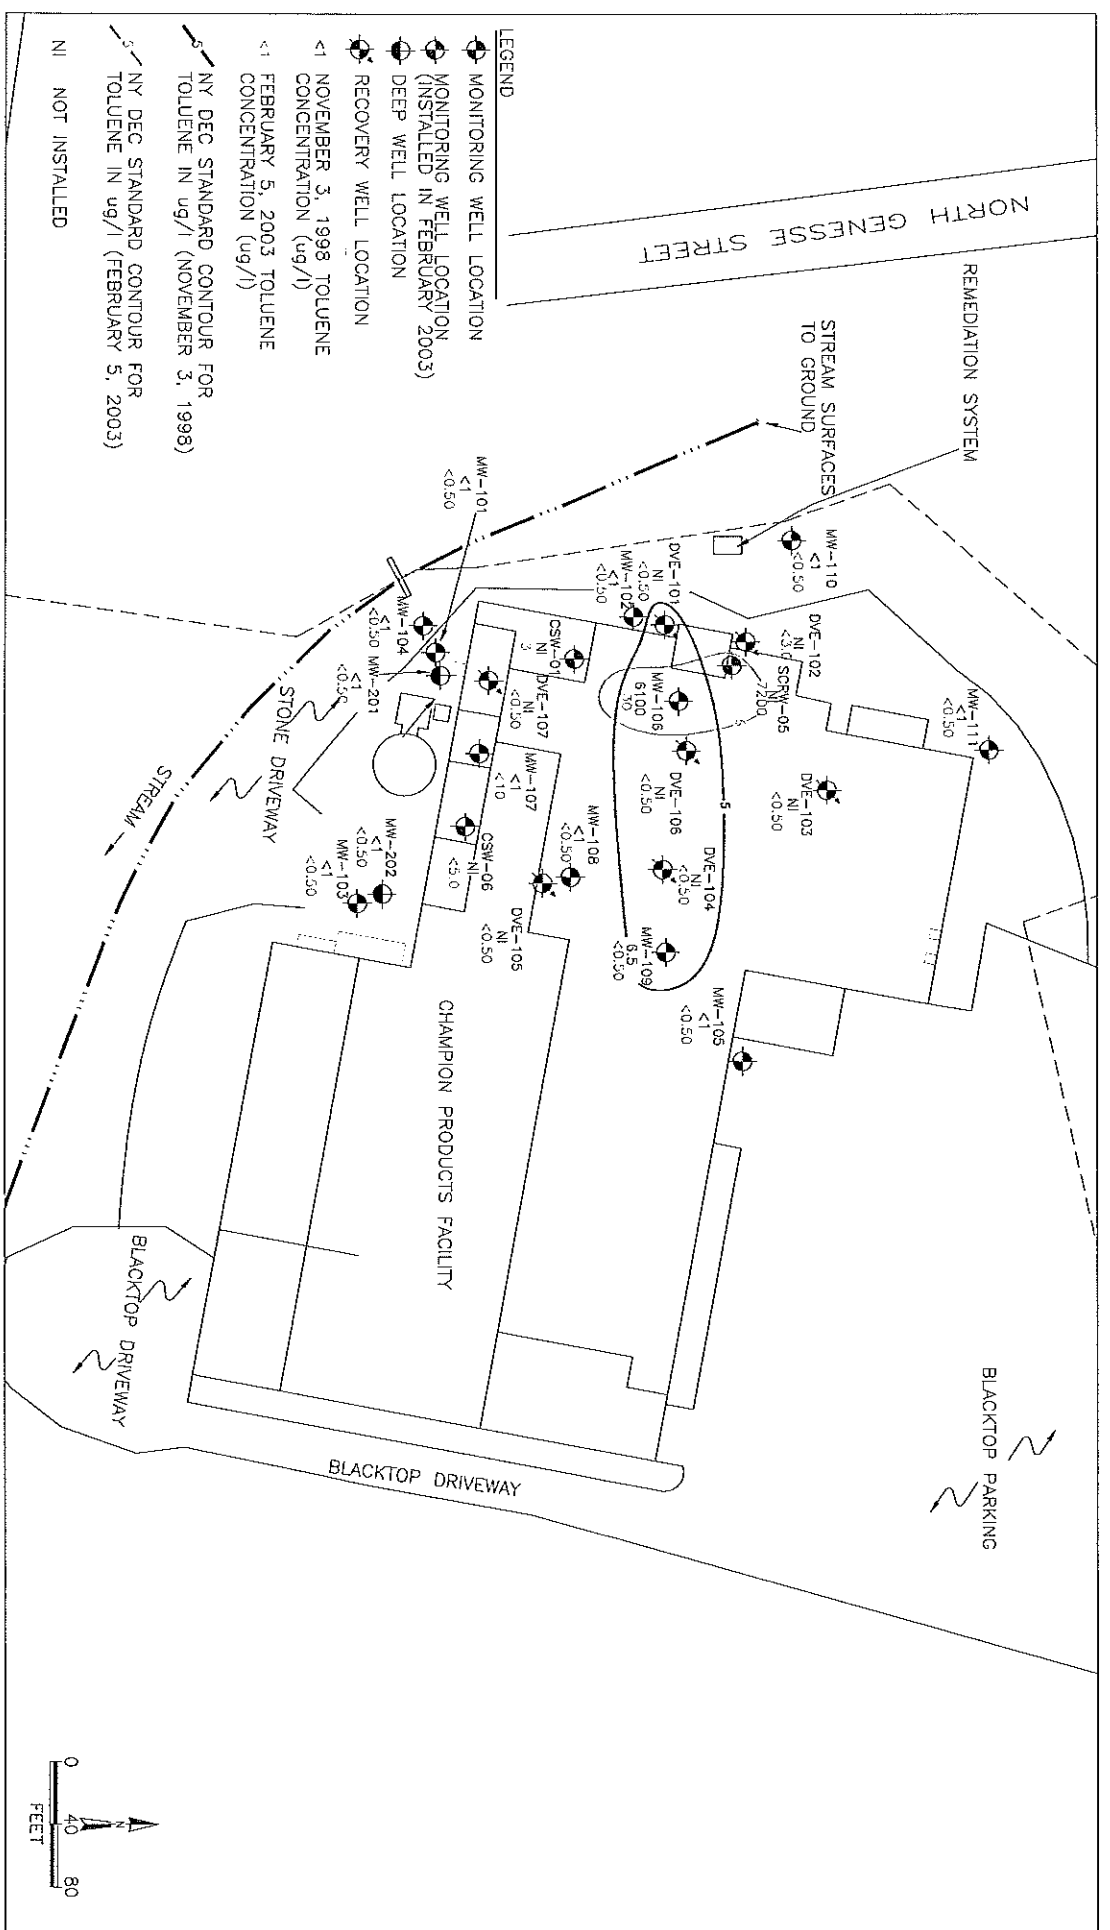 NORTH GENESSE STREET
REMEDIATION SYSTEM
STREAM SURFACES
TO GROUND
MW-110
<1
<0.50
MW-111
<1
<0.50
DVE-102
NI
<3.0
SCRW-05
NI
7200
DVE-103
NI
<0.50
DVE-101
NI
<0.50
MW-102
<1
<0.50
MW-106
6100
30
5
5
DVE-106
NI
<0.50
DVE-104
NI
<0.50
MW-109
6.5
<0.50
MW-105
<1
<0.50
CSW-01
NI
3
DVE-107
NI
<0.50
MW-107
<1
<10
MW-108
<1
<0.50
CSW-06
NI
<5.0
DVE-105
NI
<0.50
MW-101
<1
<0.50
MW-104
<1
<0.50
MW-201
<1
<0.50
MW-202
<1
<0.50
MW-103
<1
<0.50
STONE DRIVEWAY
STREAM
CHAMPION PRODUCTS FACILITY
BLACKTOP DRIVEWAY
BLACKTOP DRIVEWAY
BLACKTOP PARKING
LEGEND
MONITORING WELL LOCATION
MONITORING WELL LOCATION
(INSTALLED IN FEBRUARY 2003)
DEEP WELL LOCATION
RECOVERY WELL LOCATION
<1 NOVEMBER 3, 1998 TOLUENE
CONCENTRATION (ug/l)
<1 FEBRUARY 5, 2003 TOLUENE
CONCENTRATION (ug/l)
5 NY DEC STANDARD CONTOUR FOR
TOLUENE IN ug/l (NOVEMBER 3, 1998)
5 NY DEC STANDARD CONTOUR FOR
TOLUENE IN ug/l (FEBRUARY 5, 2003)
NI NOT INSTALLED
N
0 40 80
FEET